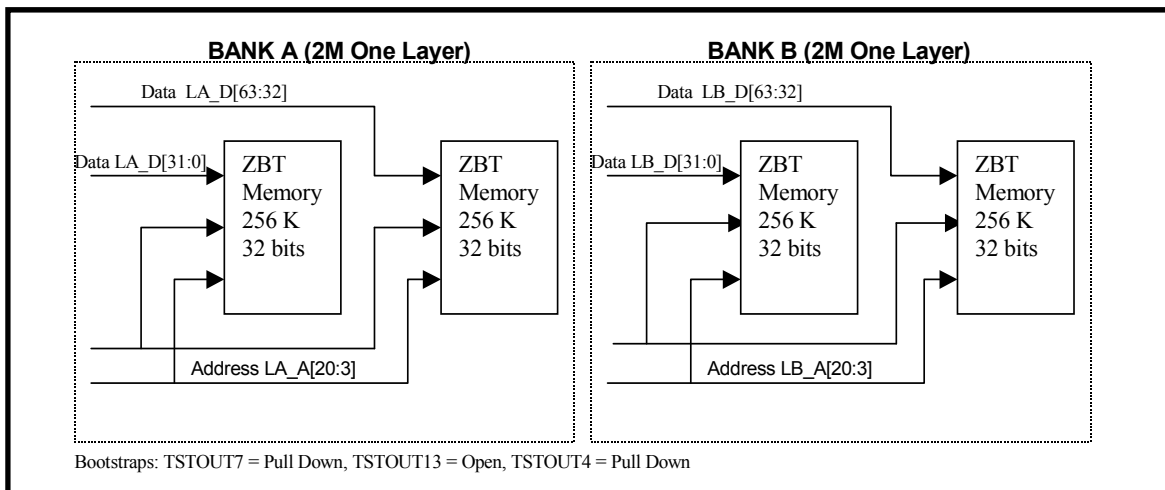 BANK A (2M One Layer)
BANK B (2M One Layer)
Data LA_D[63:32]
Data LB_D[63:32]
Data LA_D[31:0]
ZBT
Memory
256 K
32 bits
ZBT
Memory
256 K
32 bits
Data LB_D[31:0]
ZBT
Memory
256 K
32 bits
ZBT
Memory
256 K
32 bits
Address LA_A[20:3]
Address LB_A[20:3]
Bootstraps: TSTOUT7 = Pull Down, TSTOUT13 = Open, TSTOUT4 = Pull Down